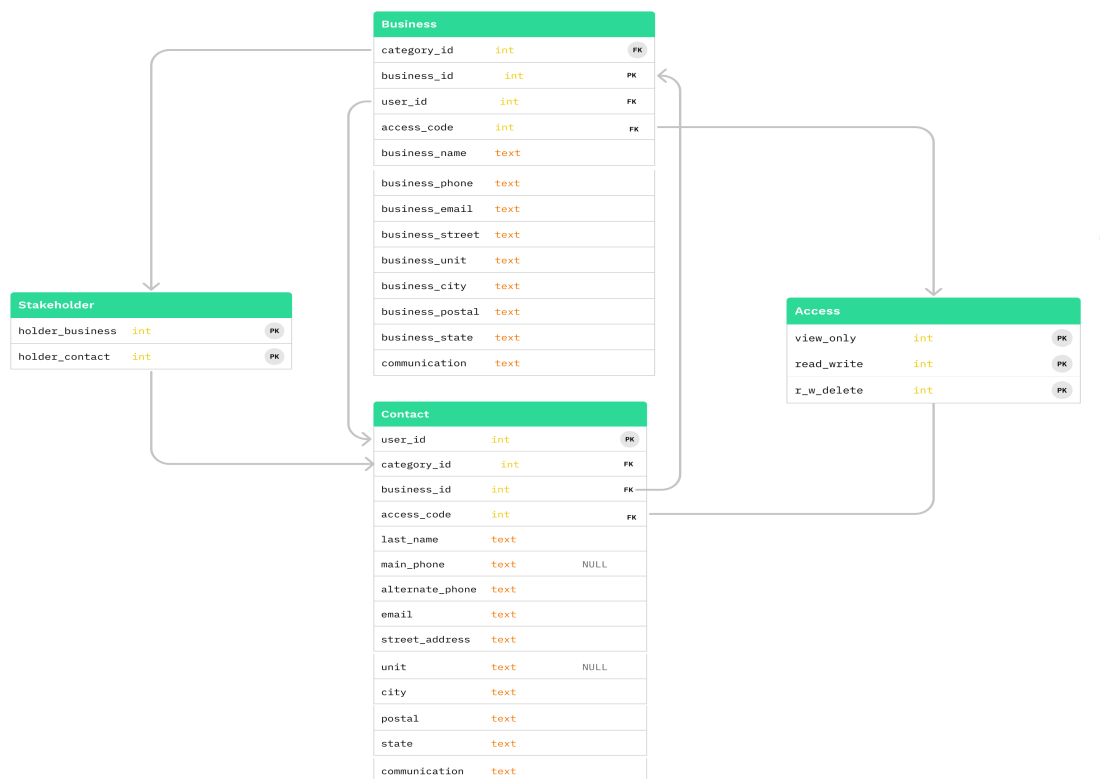 Business
category_id int FK
business_id int PK
user_id int FK
access_code int FK
business_name text
business_phone text
business_email text
business_street text
business_unit text
business_city text
business_postal text
business_state text
communication text
Stakeholder
holder_business int PK
holder_contact int PK
Access
view_only int PK
read_write int PK
r_w_delete int PK
Contact
user_id int PK
category_id int FK
business_id int FK
access_code int FK
last_name text
main_phone text NULL
alternate_phone text
email text
street_address text
unit text NULL
city text
postal text
state text
communication text